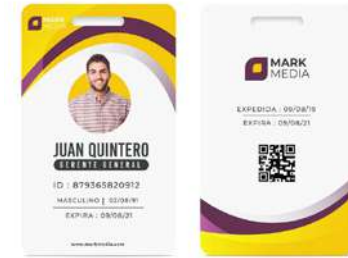 MARK
MEDIA
JUAN QUINTERO
GERENTE GENERAL
ID : 879365820912
MASCULINO | 02/08/91
EXPIRA : 09/08/21
www.markmedia.com
MARK
MEDIA
EXPEDIDA : 09/08/19
EXPIRA : 09/08/21